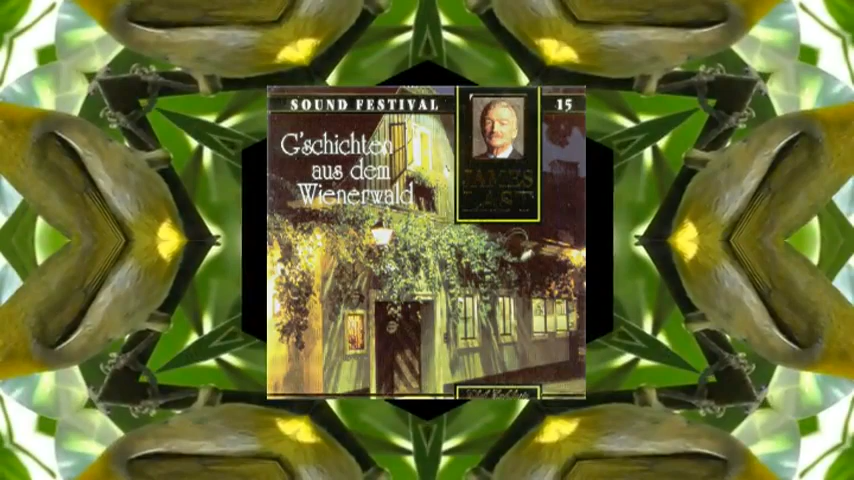 SOUND FESTIVAL
15
G'schichten
aus dem
Wienerwald
JAMES
LAST